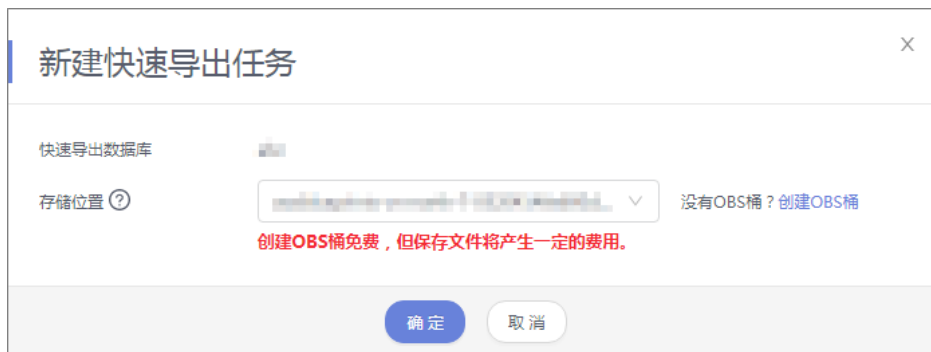 新建快速导出任务
快速导出数据库
存储位置 ? 没有OBS桶？创建OBS桶
创建OBS桶免费，但保存文件将产生一定的费用。
确定 取消